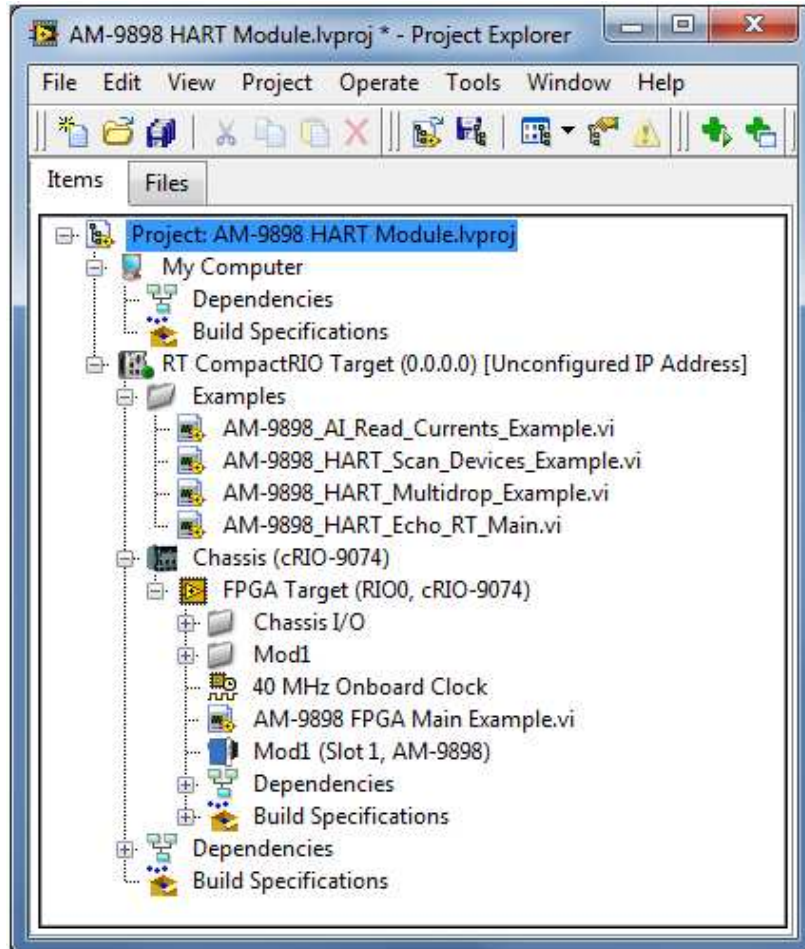 AM-9898 HART Module.lvproj * - Project Explorer
File Edit View Project Operate Tools Window Help
Items Files
Project: AM-9898 HART Module.lvproj
My Computer
Dependencies
Build Specifications
RT CompactRIO Target (0.0.0.0) [Unconfigured IP Address]
Examples
AM-9898_AI_Read_Currents_Example.vi
AM-9898_HART_Scan_Devices_Example.vi
AM-9898_HART_Multidrop_Example.vi
AM-9898_HART_Echo_RT_Main.vi
Chassis (cRIO-9074)
FPGA Target (RIO0, cRIO-9074)
Chassis I/O
Mod1
40 MHz Onboard Clock
AM-9898 FPGA Main Example.vi
Mod1 (Slot 1, AM-9898)
Dependencies
Build Specifications
Dependencies
Build Specifications